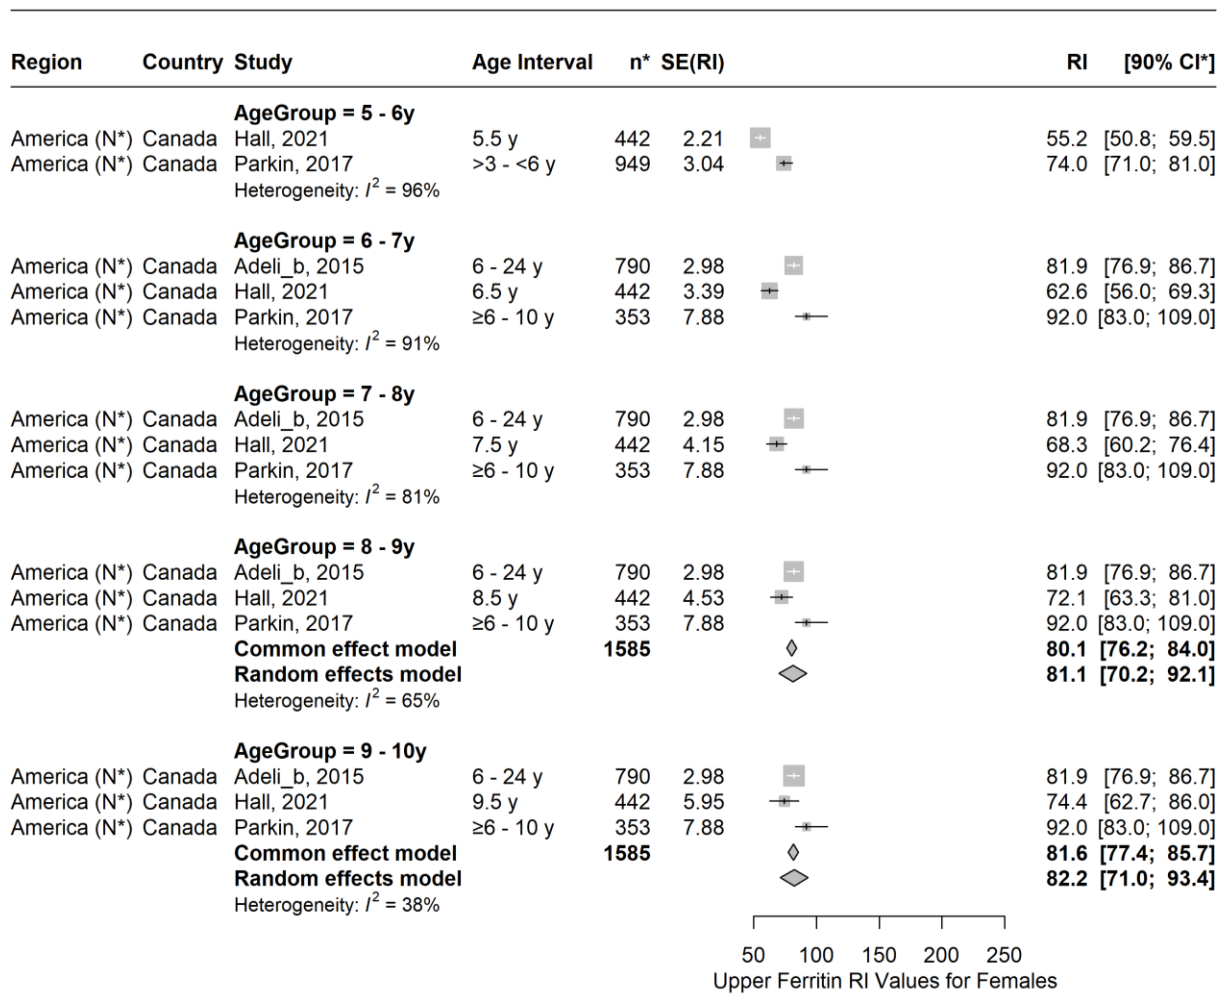 Region Country Study Age Interval n* SE(RI) RI [90% CI*]
AgeGroup = 5 - 6y
America (N*) Canada Hall, 2021 5.5 y 442 2.21 55.2 [50.8; 59.5]
America (N*) Canada Parkin, 2017 >3 - <6 y 949 3.04 74.0 [71.0; 81.0]
Heterogeneity: I² = 96%
AgeGroup = 6 - 7y
America (N*) Canada Adeli_b, 2015 6 - 24 y 790 2.98 81.9 [76.9; 86.7]
America (N*) Canada Hall, 2021 6.5 y 442 3.39 62.6 [56.0; 69.3]
America (N*) Canada Parkin, 2017 ≥6 - 10 y 353 7.88 92.0 [83.0; 109.0]
Heterogeneity: I² = 91%
AgeGroup = 7 - 8y
America (N*) Canada Adeli_b, 2015 6 - 24 y 790 2.98 81.9 [76.9; 86.7]
America (N*) Canada Hall, 2021 7.5 y 442 4.15 68.3 [60.2; 76.4]
America (N*) Canada Parkin, 2017 ≥6 - 10 y 353 7.88 92.0 [83.0; 109.0]
Heterogeneity: I² = 81%
AgeGroup = 8 - 9y
America (N*) Canada Adeli_b, 2015 6 - 24 y 790 2.98 81.9 [76.9; 86.7]
America (N*) Canada Hall, 2021 8.5 y 442 4.53 72.1 [63.3; 81.0]
America (N*) Canada Parkin, 2017 ≥6 - 10 y 353 7.88 92.0 [83.0; 109.0]
Common effect model 1585 80.1 [76.2; 84.0]
Random effects model 81.1 [70.2; 92.1]
Heterogeneity: I² = 65%
AgeGroup = 9 - 10y
America (N*) Canada Adeli_b, 2015 6 - 24 y 790 2.98 81.9 [76.9; 86.7]
America (N*) Canada Hall, 2021 9.5 y 442 5.95 74.4 [62.7; 86.0]
America (N*) Canada Parkin, 2017 ≥6 - 10 y 353 7.88 92.0 [83.0; 109.0]
Common effect model 1585 81.6 [77.4; 85.7]
Random effects model 82.2 [71.0; 93.4]
Heterogeneity: I² = 38%
50 100 150 200 250
Upper Ferritin RI Values for Females